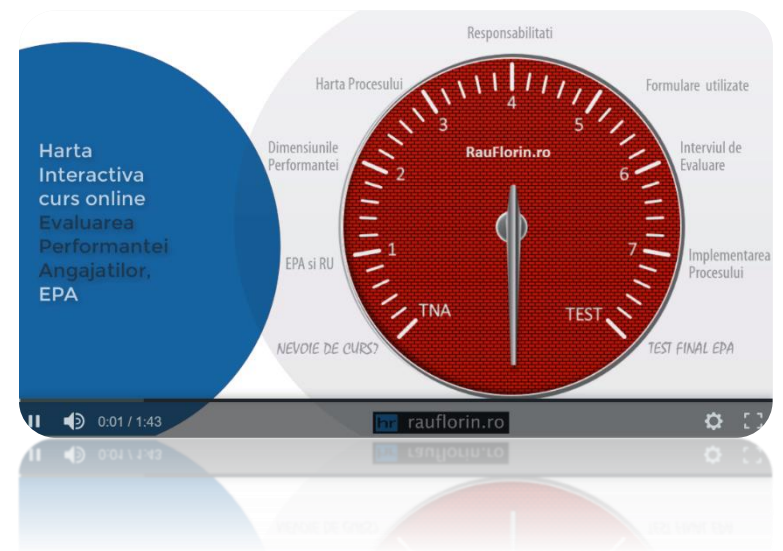 Harta
Interactiva
curs online
Evaluarea
Performantei
Angajatilor,
EPA
Responsabilitati
Harta Procesului
Formulare utilizate
Dimensiunile
Performantei
Interviul de
Evaluare
EPA si RU
Implementarea
Procesului
NEVOIE DE CURS?
TEST FINAL EPA
RauFlorin.ro
1
2
3
4
5
6
7
TNA
TEST
0:01 / 1:43
hr rauflorin.ro